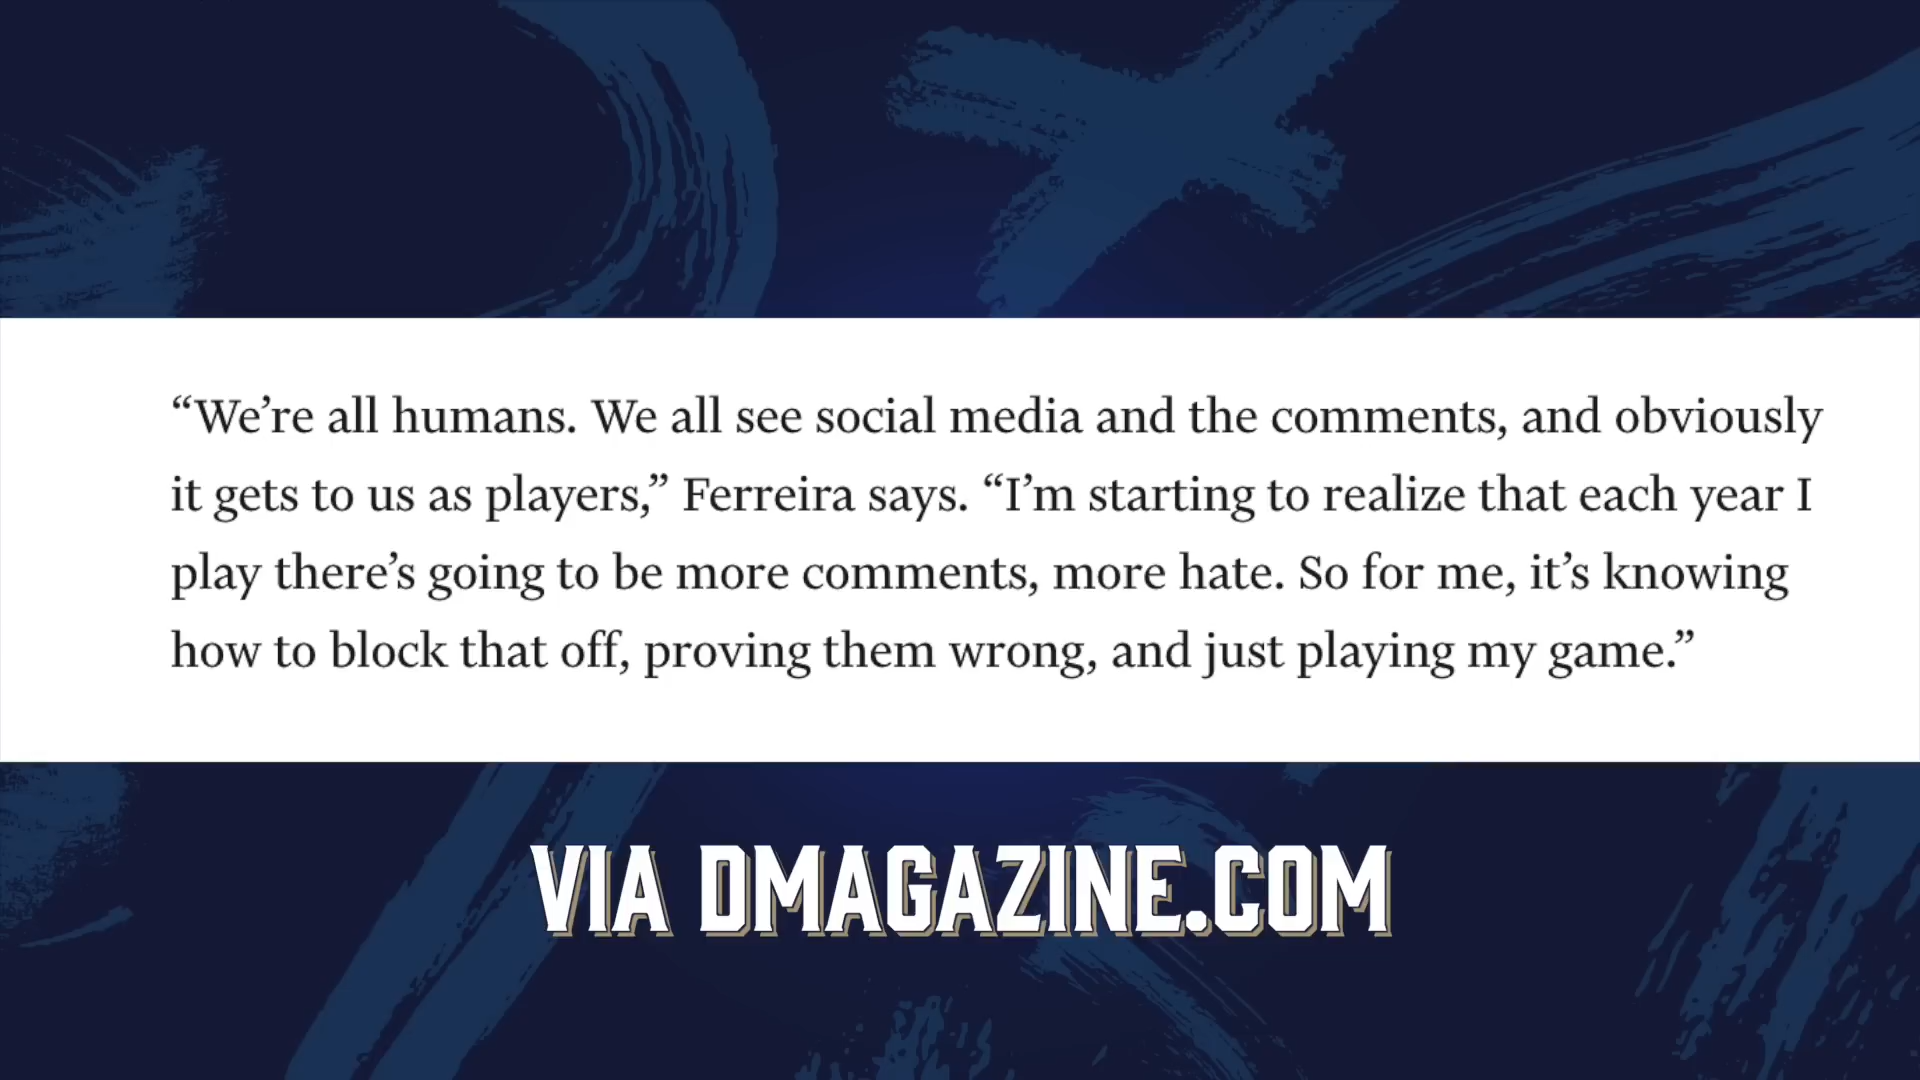 “We’re all humans. We all see social media and the comments, and obviously
it gets to us as players,” Ferreira says. “I’m starting to realize that each year I
play there’s going to be more comments, more hate. So for me, it’s knowing
how to block that off, proving them wrong, and just playing my game.”
VIA DMAGAZINE.COM